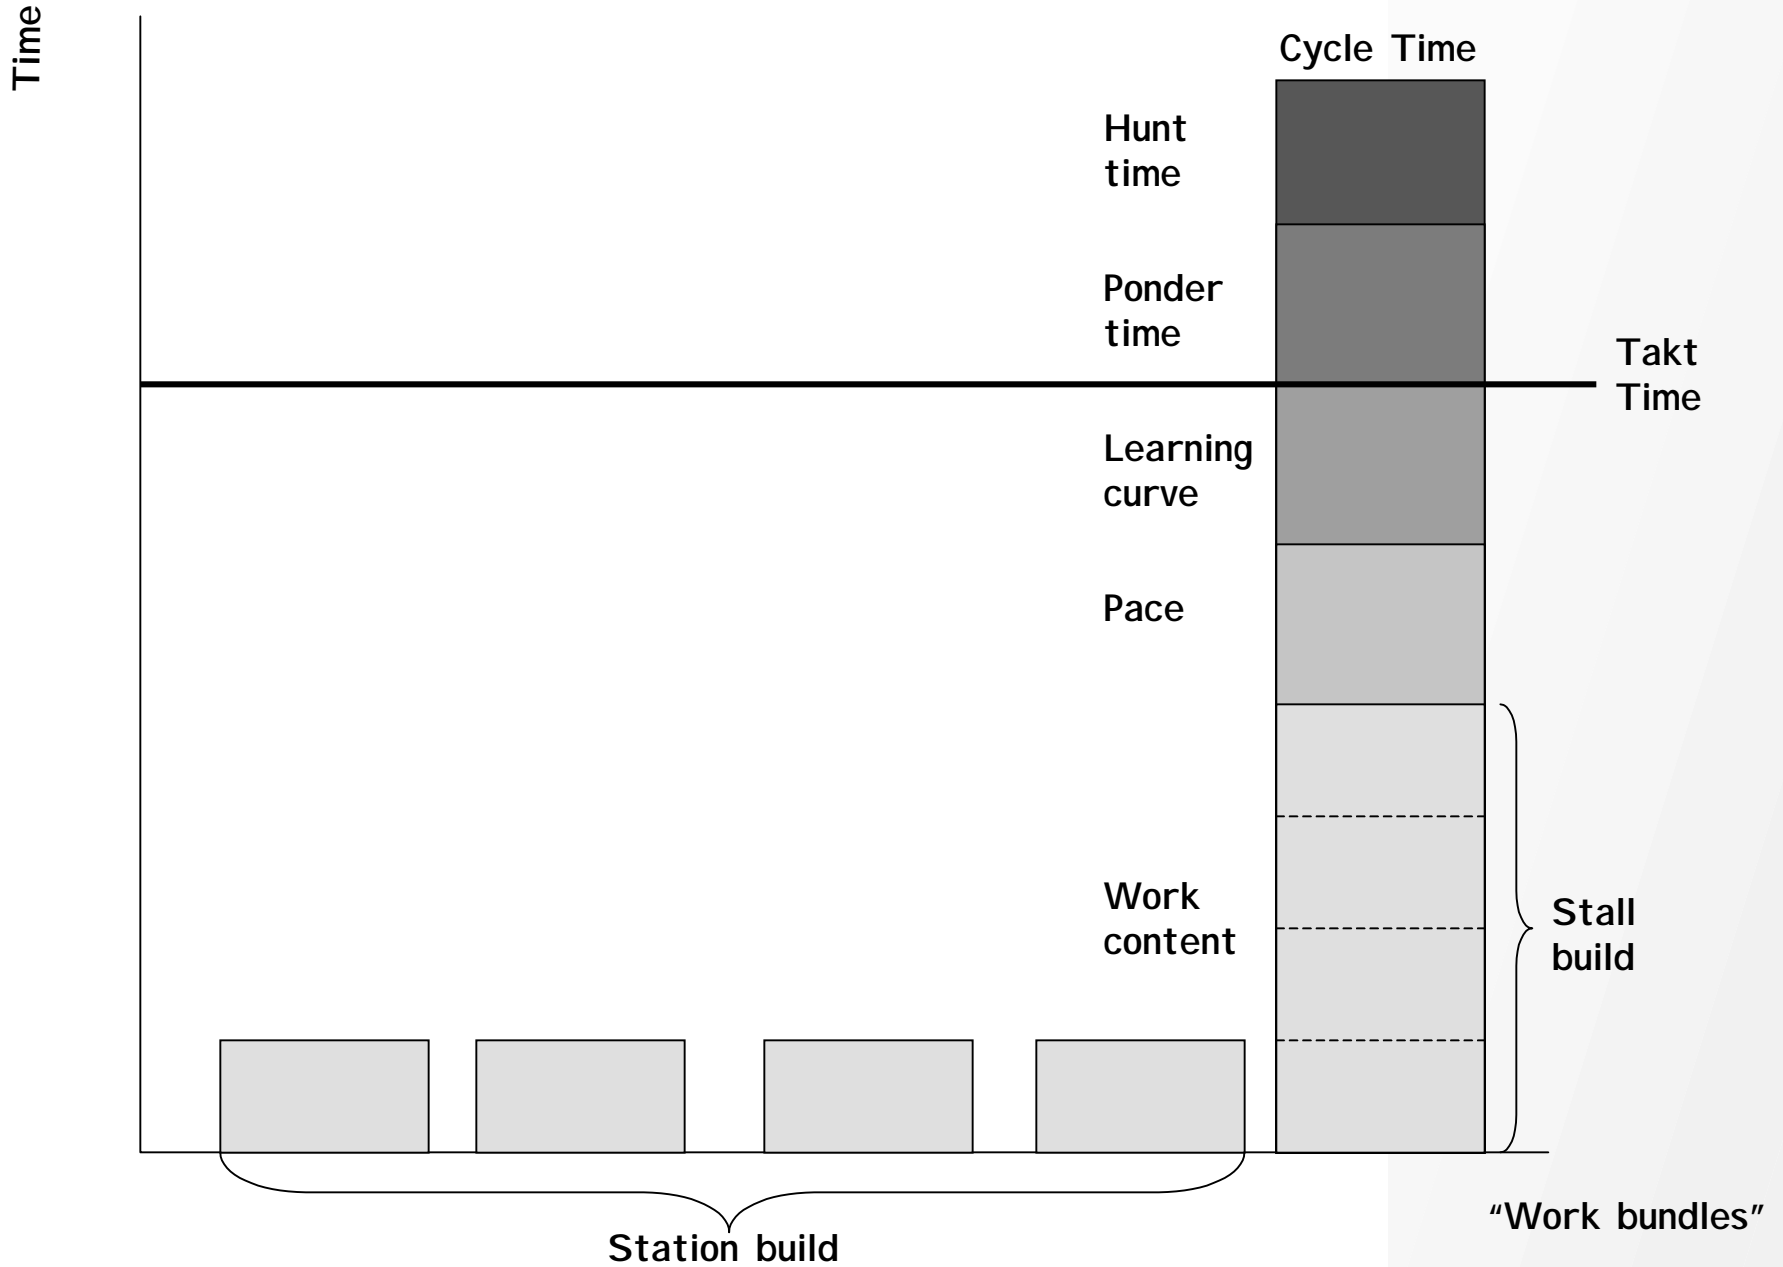 Time
Cycle Time
Hunt
time
Ponder
time
Takt
Time
Learning
curve
Pace
Work
content
Stall
build
Station build
“Work bundles”